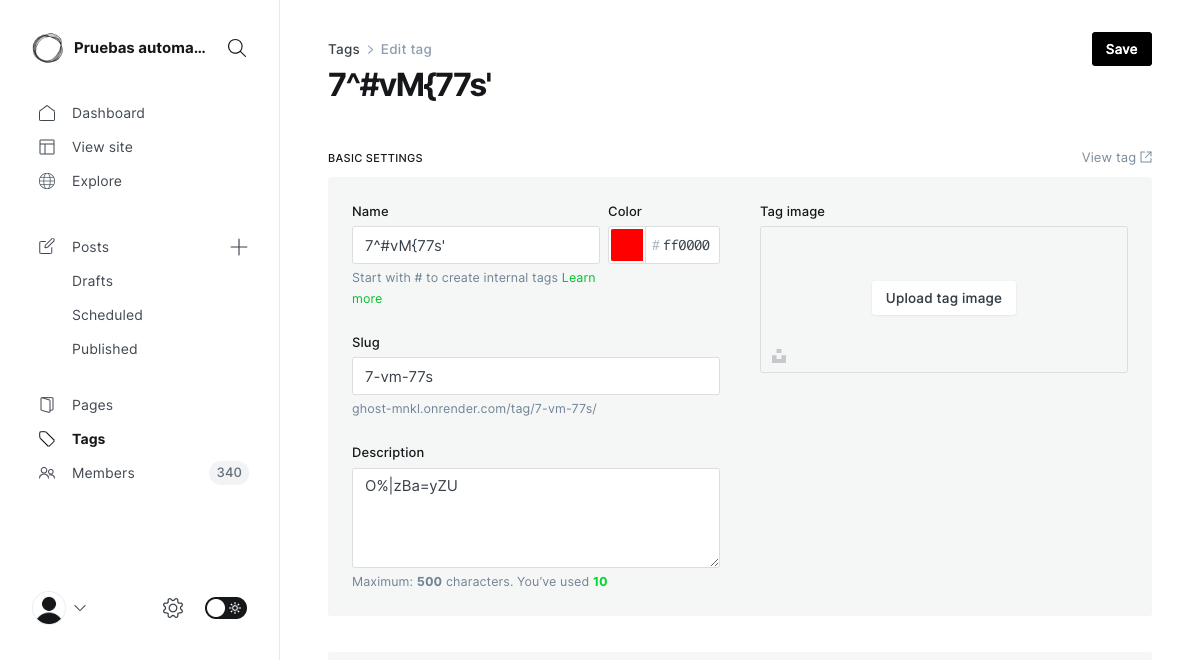 Pruebas automa...
Dashboard
View site
Explore
Posts
Drafts
Scheduled
Published
Pages
Tags
Members 340
Tags > Edit tag
Save
7^#vM{77s'
BASIC SETTINGS
View tag
Name
7^#vM{77s'
Start with # to create internal tags Learn
more
Color
# ff0000
Slug
7-vm-77s
ghost-mnkl.onrender.com/tag/7-vm-77s/
Description
O%|zBa=yZU
Maximum: 500 characters. You've used 10
Tag image
Upload tag image